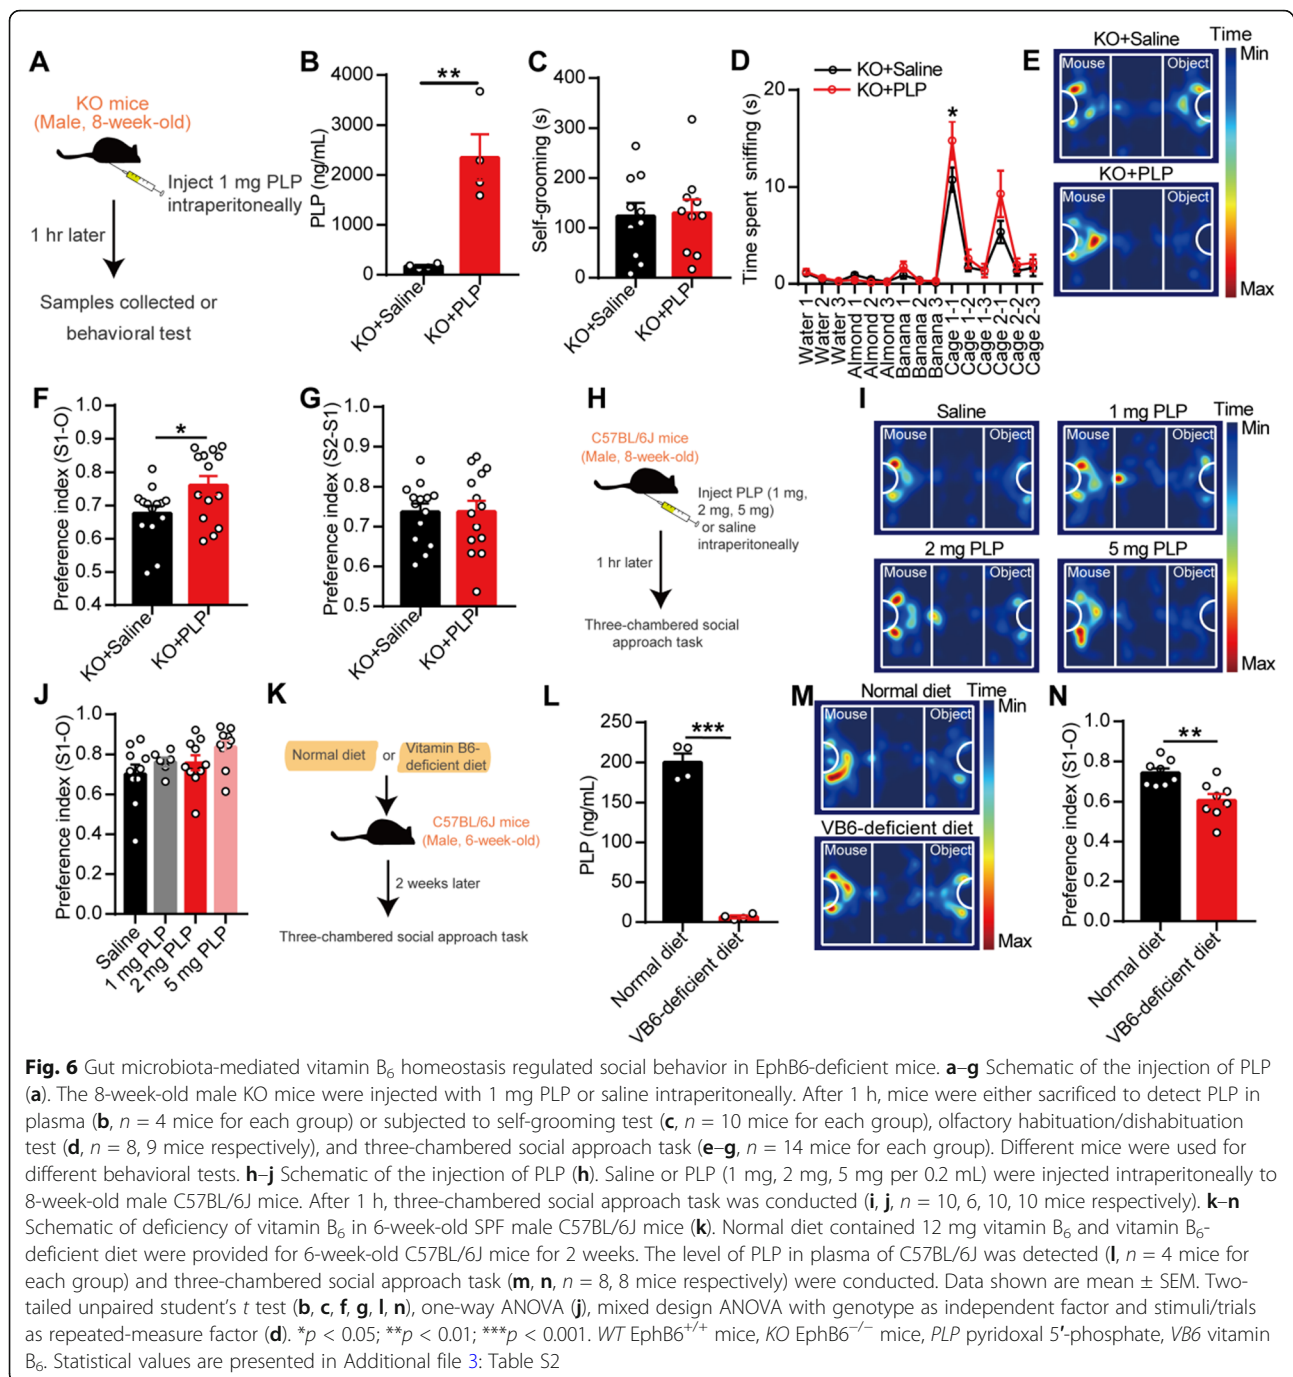 A
KO mice
(Male, 8-week-old)
Inject 1 mg PLP
intraperitoneally
1 hr later
Samples collected or
behavioral test
B
PLP (ng/mL)
4000
3000
2000
1000
0
**
KO+Saline
KO+PLP
C
Self-grooming (s)
400
300
200
100
0
KO+Saline
KO+PLP
D
KO+Saline
KO+PLP
Time spent sniffing (s)
20
10
0
*
Water 1
Water 2
Water 3
Almond 1
Almond 2
Almond 3
Banana 1
Banana 2
Banana 3
Cage 1-1
Cage 1-2
Cage 1-3
Cage 2-1
Cage 2-2
Cage 2-3
E
KO+Saline
Time
Mouse
Object
Min
KO+PLP
Mouse
Object
Max
F
Preference index (S1-O)
1.0
0.9
0.8
0.7
0.6
0.5
0.4
*
KO+Saline
KO+PLP
G
Preference index (S2-S1)
1.0
0.9
0.8
0.7
0.6
0.5
KO+Saline
KO+PLP
H
C57BL/6J mice
(Male, 8-week-old)
Inject PLP (1 mg,
2 mg, 5 mg)
or saline
intraperitoneally
1 hr later
Three-chambered social
approach task
I
Saline
1 mg PLP
Time
Mouse
Object
Mouse
Object
Min
2 mg PLP
5 mg PLP
Mouse
Object
Mouse
Object
Max
J
Preference index (S1-O)
1.0
0.8
0.6
0.4
0.2
0.0
Saline
1 mg PLP
2 mg PLP
5 mg PLP
K
Normal diet
or
Vitamin B6-
deficient diet
C57BL/6J mice
(Male, 6-week-old)
2 weeks later
Three-chambered social approach task
L
PLP (ng/mL)
250
200
150
100
50
0
***
Normal diet
VB6-deficient diet
M
Normal diet
Time
Mouse
Object
Min
VB6-deficient diet
Mouse
Object
Max
N
Preference index (S1-O)
1.0
0.8
0.6
0.4
0.2
0.0
**
Normal diet
VB6-deficient diet
Fig. 6 Gut microbiota-mediated vitamin B₆ homeostasis regulated social behavior in EphB6-deficient mice. a–g Schematic of the injection of PLP
(a). The 8-week-old male KO mice were injected with 1 mg PLP or saline intraperitoneally. After 1 h, mice were either sacrificed to detect PLP in
plasma (b, n = 4 mice for each group) or subjected to self-grooming test (c, n = 10 mice for each group), olfactory habituation/dishabituation
test (d, n = 8, 9 mice respectively), and three-chambered social approach task (e–g, n = 14 mice for each group). Different mice were used for
different behavioral tests. h–j Schematic of the injection of PLP (h). Saline or PLP (1 mg, 2 mg, 5 mg per 0.2 mL) were injected intraperitoneally to
8-week-old male C57BL/6J mice. After 1 h, three-chambered social approach task was conducted (i, j, n = 10, 6, 10, 10 mice respectively). k–n
Schematic of deficiency of vitamin B₆ in 6-week-old SPF male C57BL/6J mice (k). Normal diet contained 12 mg vitamin B₆ and vitamin B₆-
deficient diet were provided for 6-week-old C57BL/6J mice for 2 weeks. The level of PLP in plasma of C57BL/6J was detected (l, n = 4 mice for
each group) and three-chambered social approach task (m, n, n = 8, 8 mice respectively) were conducted. Data shown are mean ± SEM. Two-
tailed unpaired student's t test (b, c, f, g, l, n), one-way ANOVA (j), mixed design ANOVA with genotype as independent factor and stimuli/trials
as repeated-measure factor (d). *p < 0.05; **p < 0.01; ***p < 0.001. WT EphB6⁺/⁺ mice, KO EphB6⁻/⁻ mice, PLP pyridoxal 5′-phosphate, VB6 vitamin
B₆. Statistical values are presented in Additional file 3: Table S2